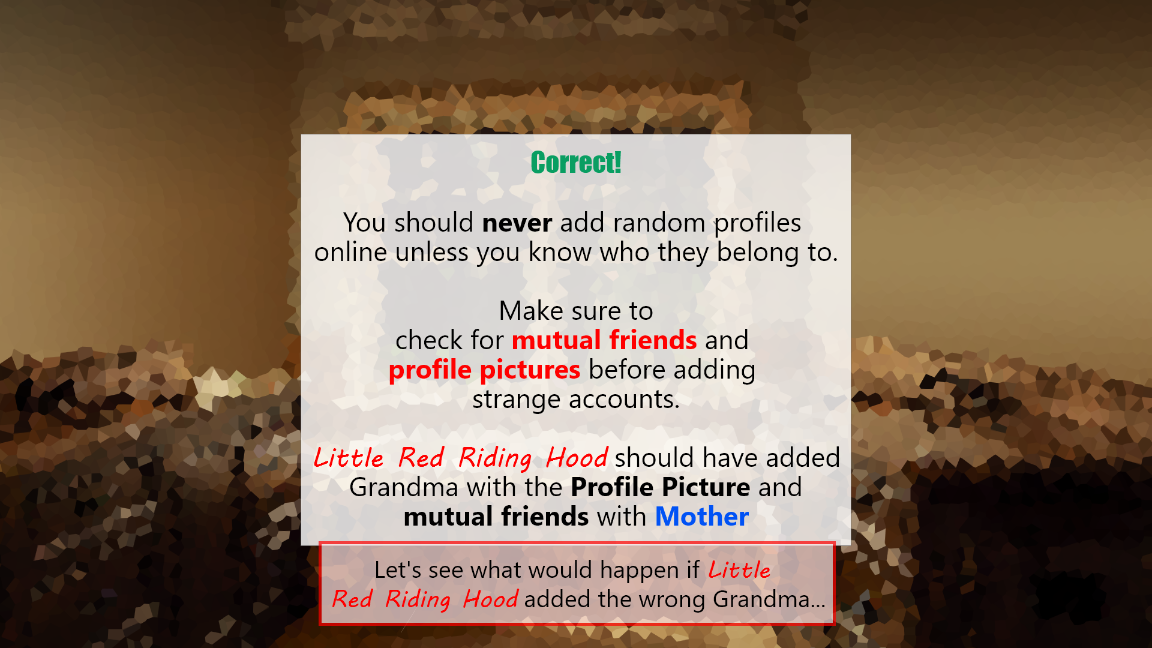 Correct!
You should never add random profiles
online unless you know who they belong to.
Make sure to
check for mutual friends and
profile pictures before adding
strange accounts.
Little Red Riding Hood should have added
Grandma with the Profile Picture and
mutual friends with Mother
Let's see what would happen if Little
Red Riding Hood added the wrong Grandma...